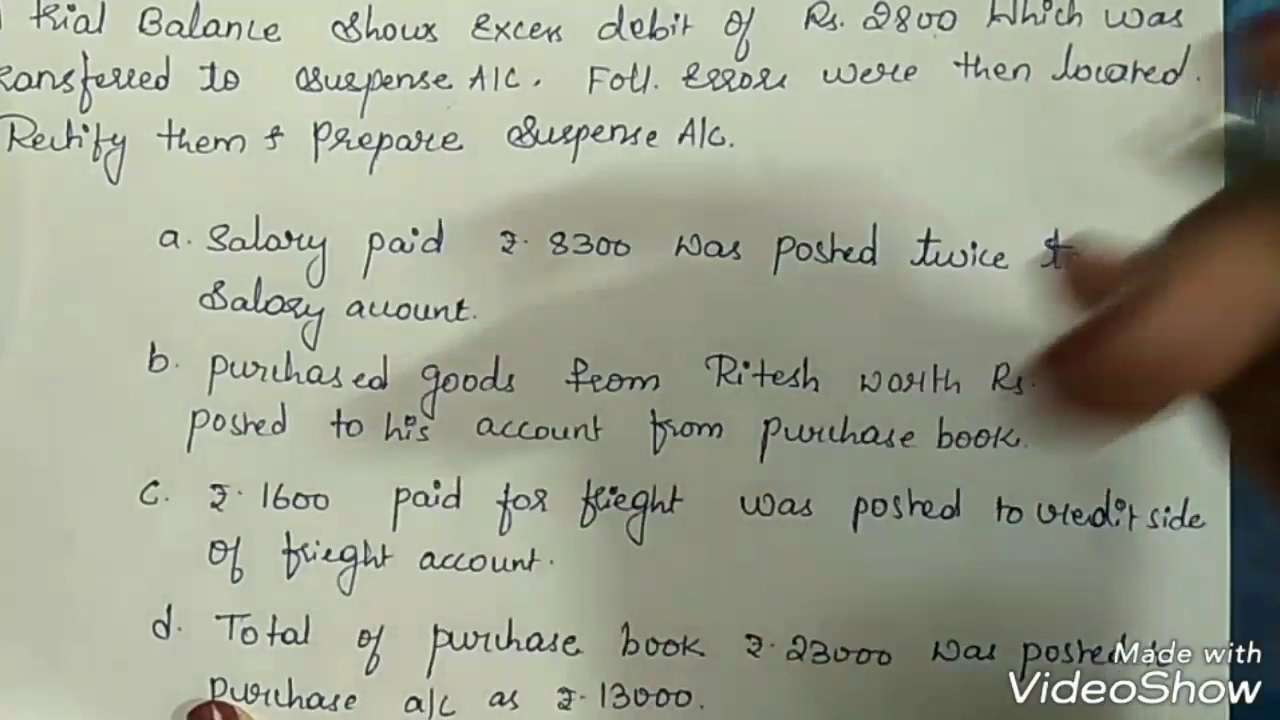 trial Balance shows Excess debit of Rs. 2800 which was
transferred to suspense A/C. Foll. Errors were then located.
Rectify them & prepare suspense A/c.
a. Salary paid ₹. 8300 was posted twice
Salary account.
b. purchased goods from Ritesh worth Rs.
posted to his account from purchase book.
c. ₹. 1600 paid for frieght was posted to credit side
of frieght account.
d. Total of purchase book ₹. 23000 was posted
purchase a/c as ₹. 13000.
Made with
VideoShow